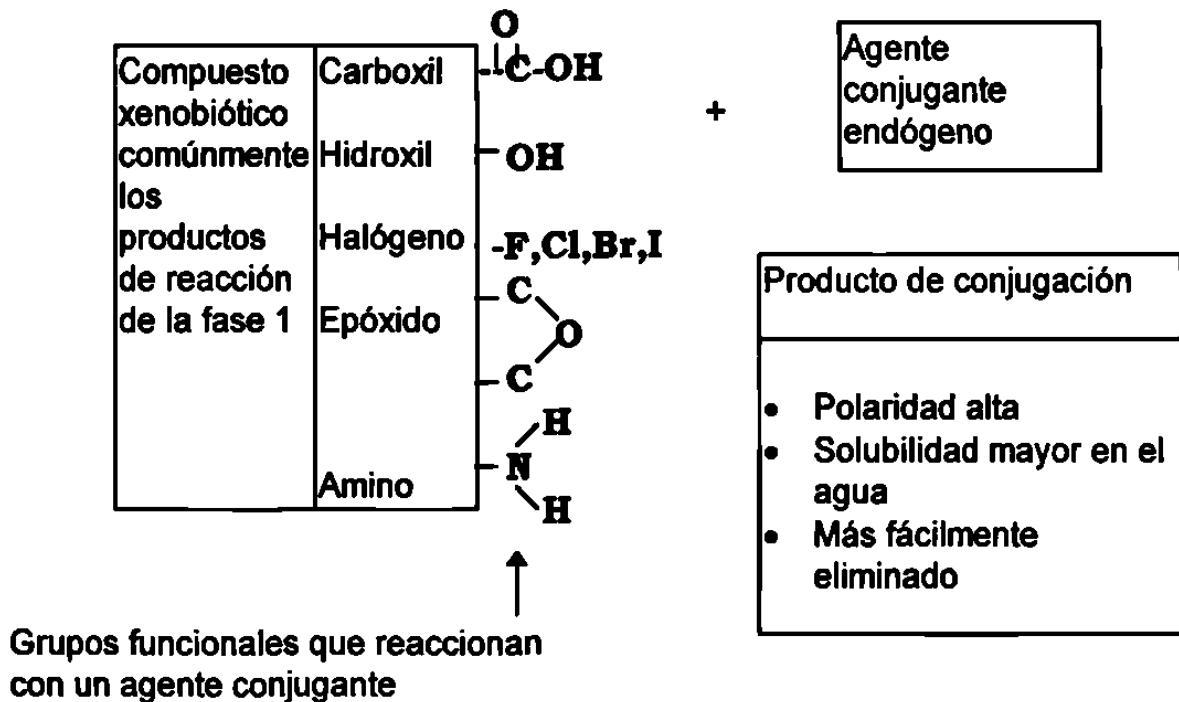 Compuesto
xenobiótico
comúnmente
los
productos
de reacción
de la fase 1
Carboxil
Hidroxil
Halógeno
Epóxido
Amino
O
-C-OH
-OH
-F,Cl,Br,I
C
O
C
H
N
H
+
Agente
conjugante
endógeno
Producto de conjugación
• Polaridad alta
• Solubilidad mayor en el
agua
• Más fácilmente
eliminado
Grupos funcionales que reaccionan
con un agente conjugante